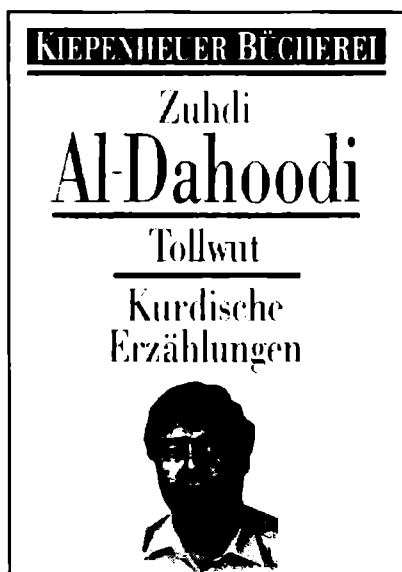 KIEPENHEUER BÜCHEREI
Zuhdi
Al-Dahoodi
Tollwut
Kurdische
Erzählungen